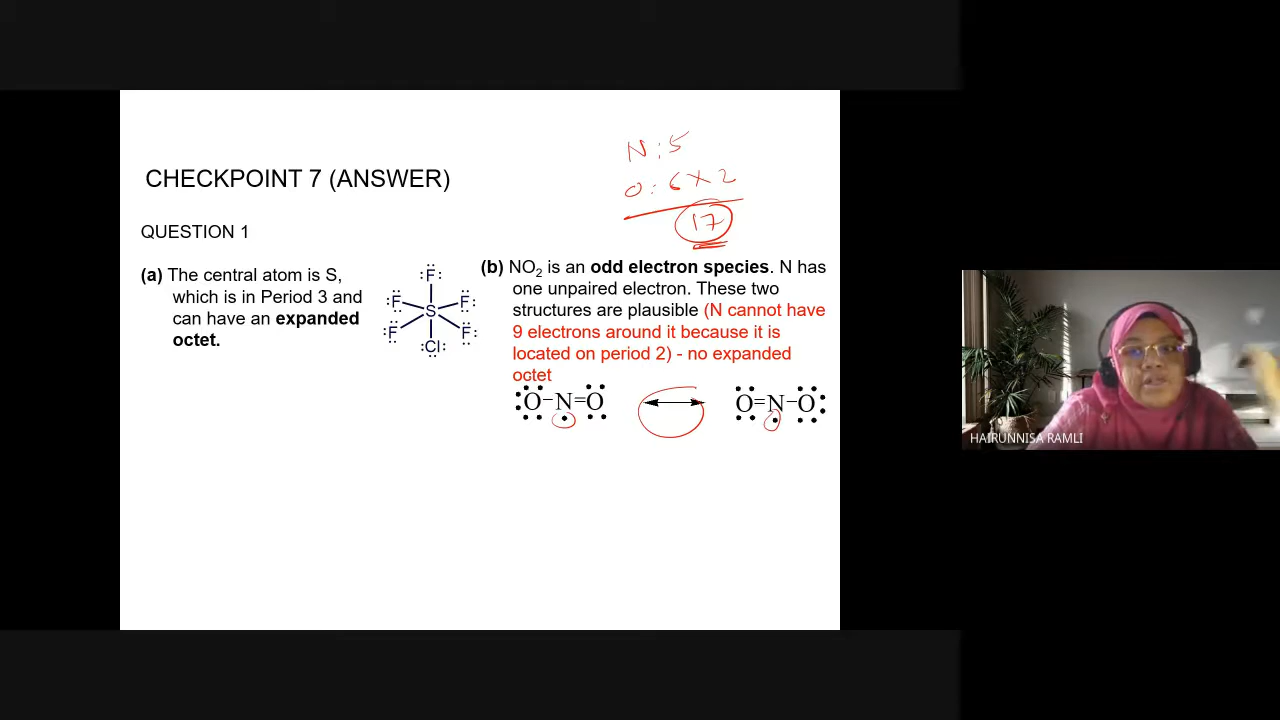 N : 5
O : 6 × 2
17
CHECKPOINT 7 (ANSWER)
QUESTION 1
(a) The central atom is S,
which is in Period 3 and
can have an expanded
octet.
F
F F
S
F F
Cl
(b) NO₂ is an odd electron species. N has
one unpaired electron. These two
structures are plausible (N cannot have
9 electrons around it because it is
located on period 2) - no expanded
octet
O-N=O ↔ O=N-O
HAIRUNNISA RAMLI